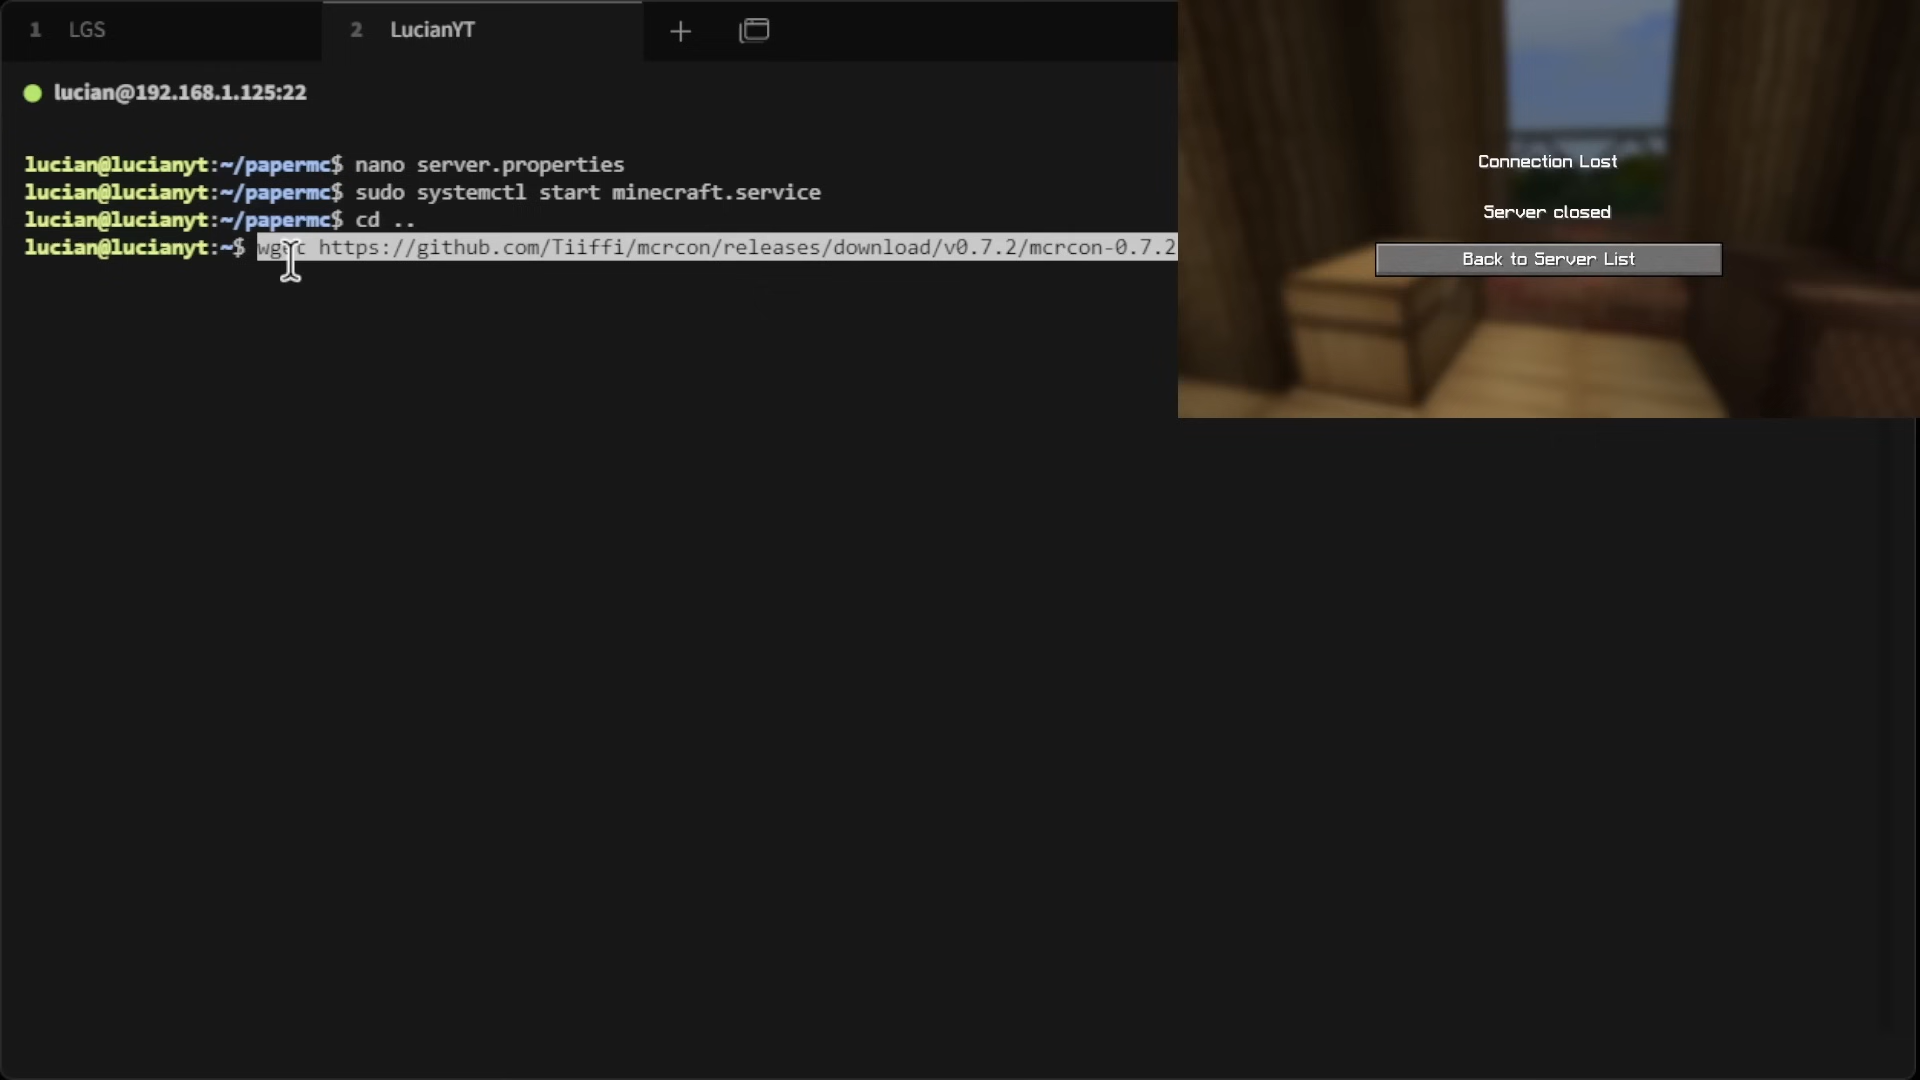 1 LGS 2 LucianYT
lucian@192.168.1.125:22
lucian@lucianyt:~/papermc$ nano server.properties
lucian@lucianyt:~/papermc$ sudo systemctl start minecraft.service
lucian@lucianyt:~/papermc$ cd ..
lucian@lucianyt:~$ wget https://github.com/Tiiffi/mcrcon/releases/download/v0.7.2/mcrcon-0.7.2
Connection Lost
Server closed
Back to Server List